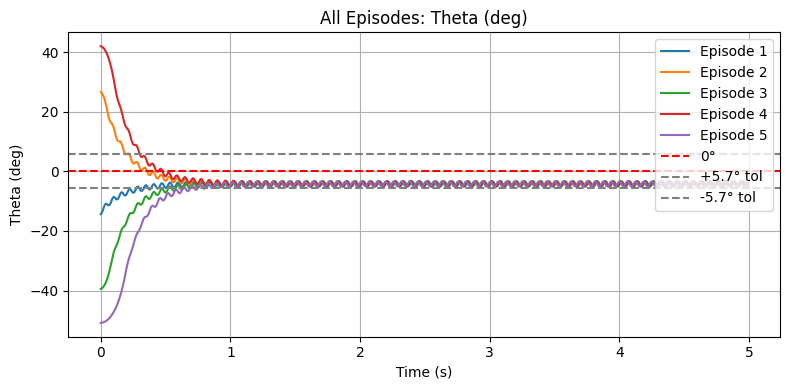 All Episodes: Theta (deg)
Theta (deg)
40
20
0
−20
−40
0
1
2
3
4
5
Time (s)
Episode 1
Episode 2
Episode 3
Episode 4
Episode 5
0°
+5.7° tol
-5.7° tol